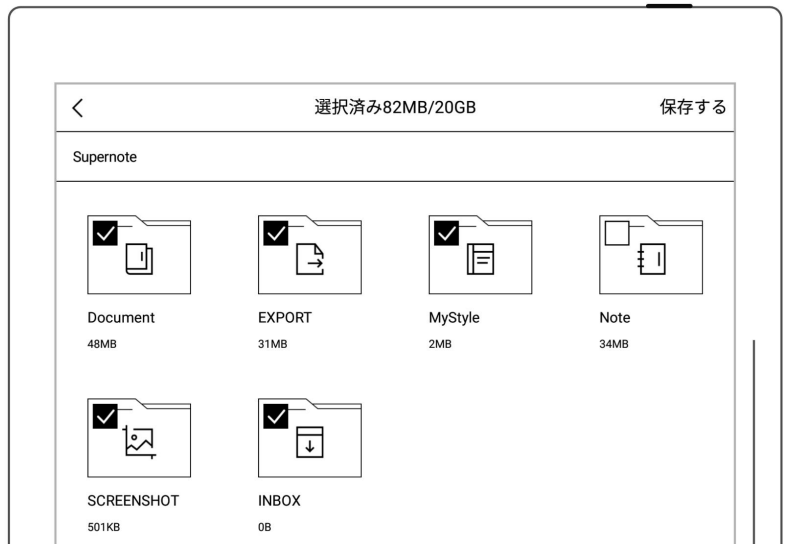 選択済み82MB/20GB 保存する
Supernote
Document EXPORT MyStyle Note
48MB 31MB 2MB 34MB
SCREENSHOT INBOX
501KB 0B